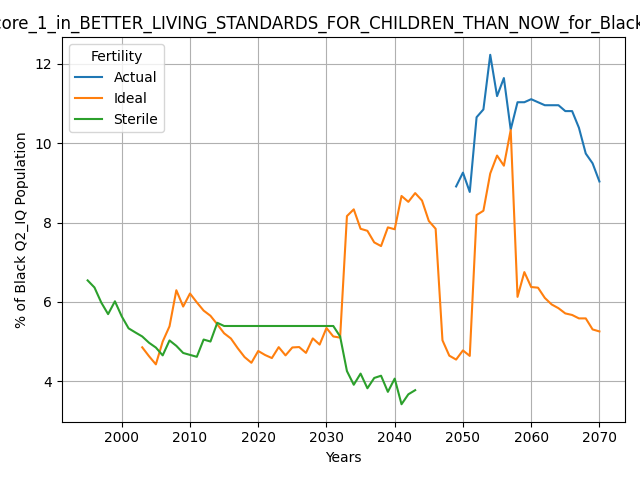 core_1_in_BETTER_LIVING_STANDARDS_FOR_CHILDREN_THAN_NOW_for_Black
Fertility
Actual
Ideal
Sterile
% of Black Q2_IQ Population
12
10
8
6
4
2000 2010 2020 2030 2040 2050 2060 2070
Years